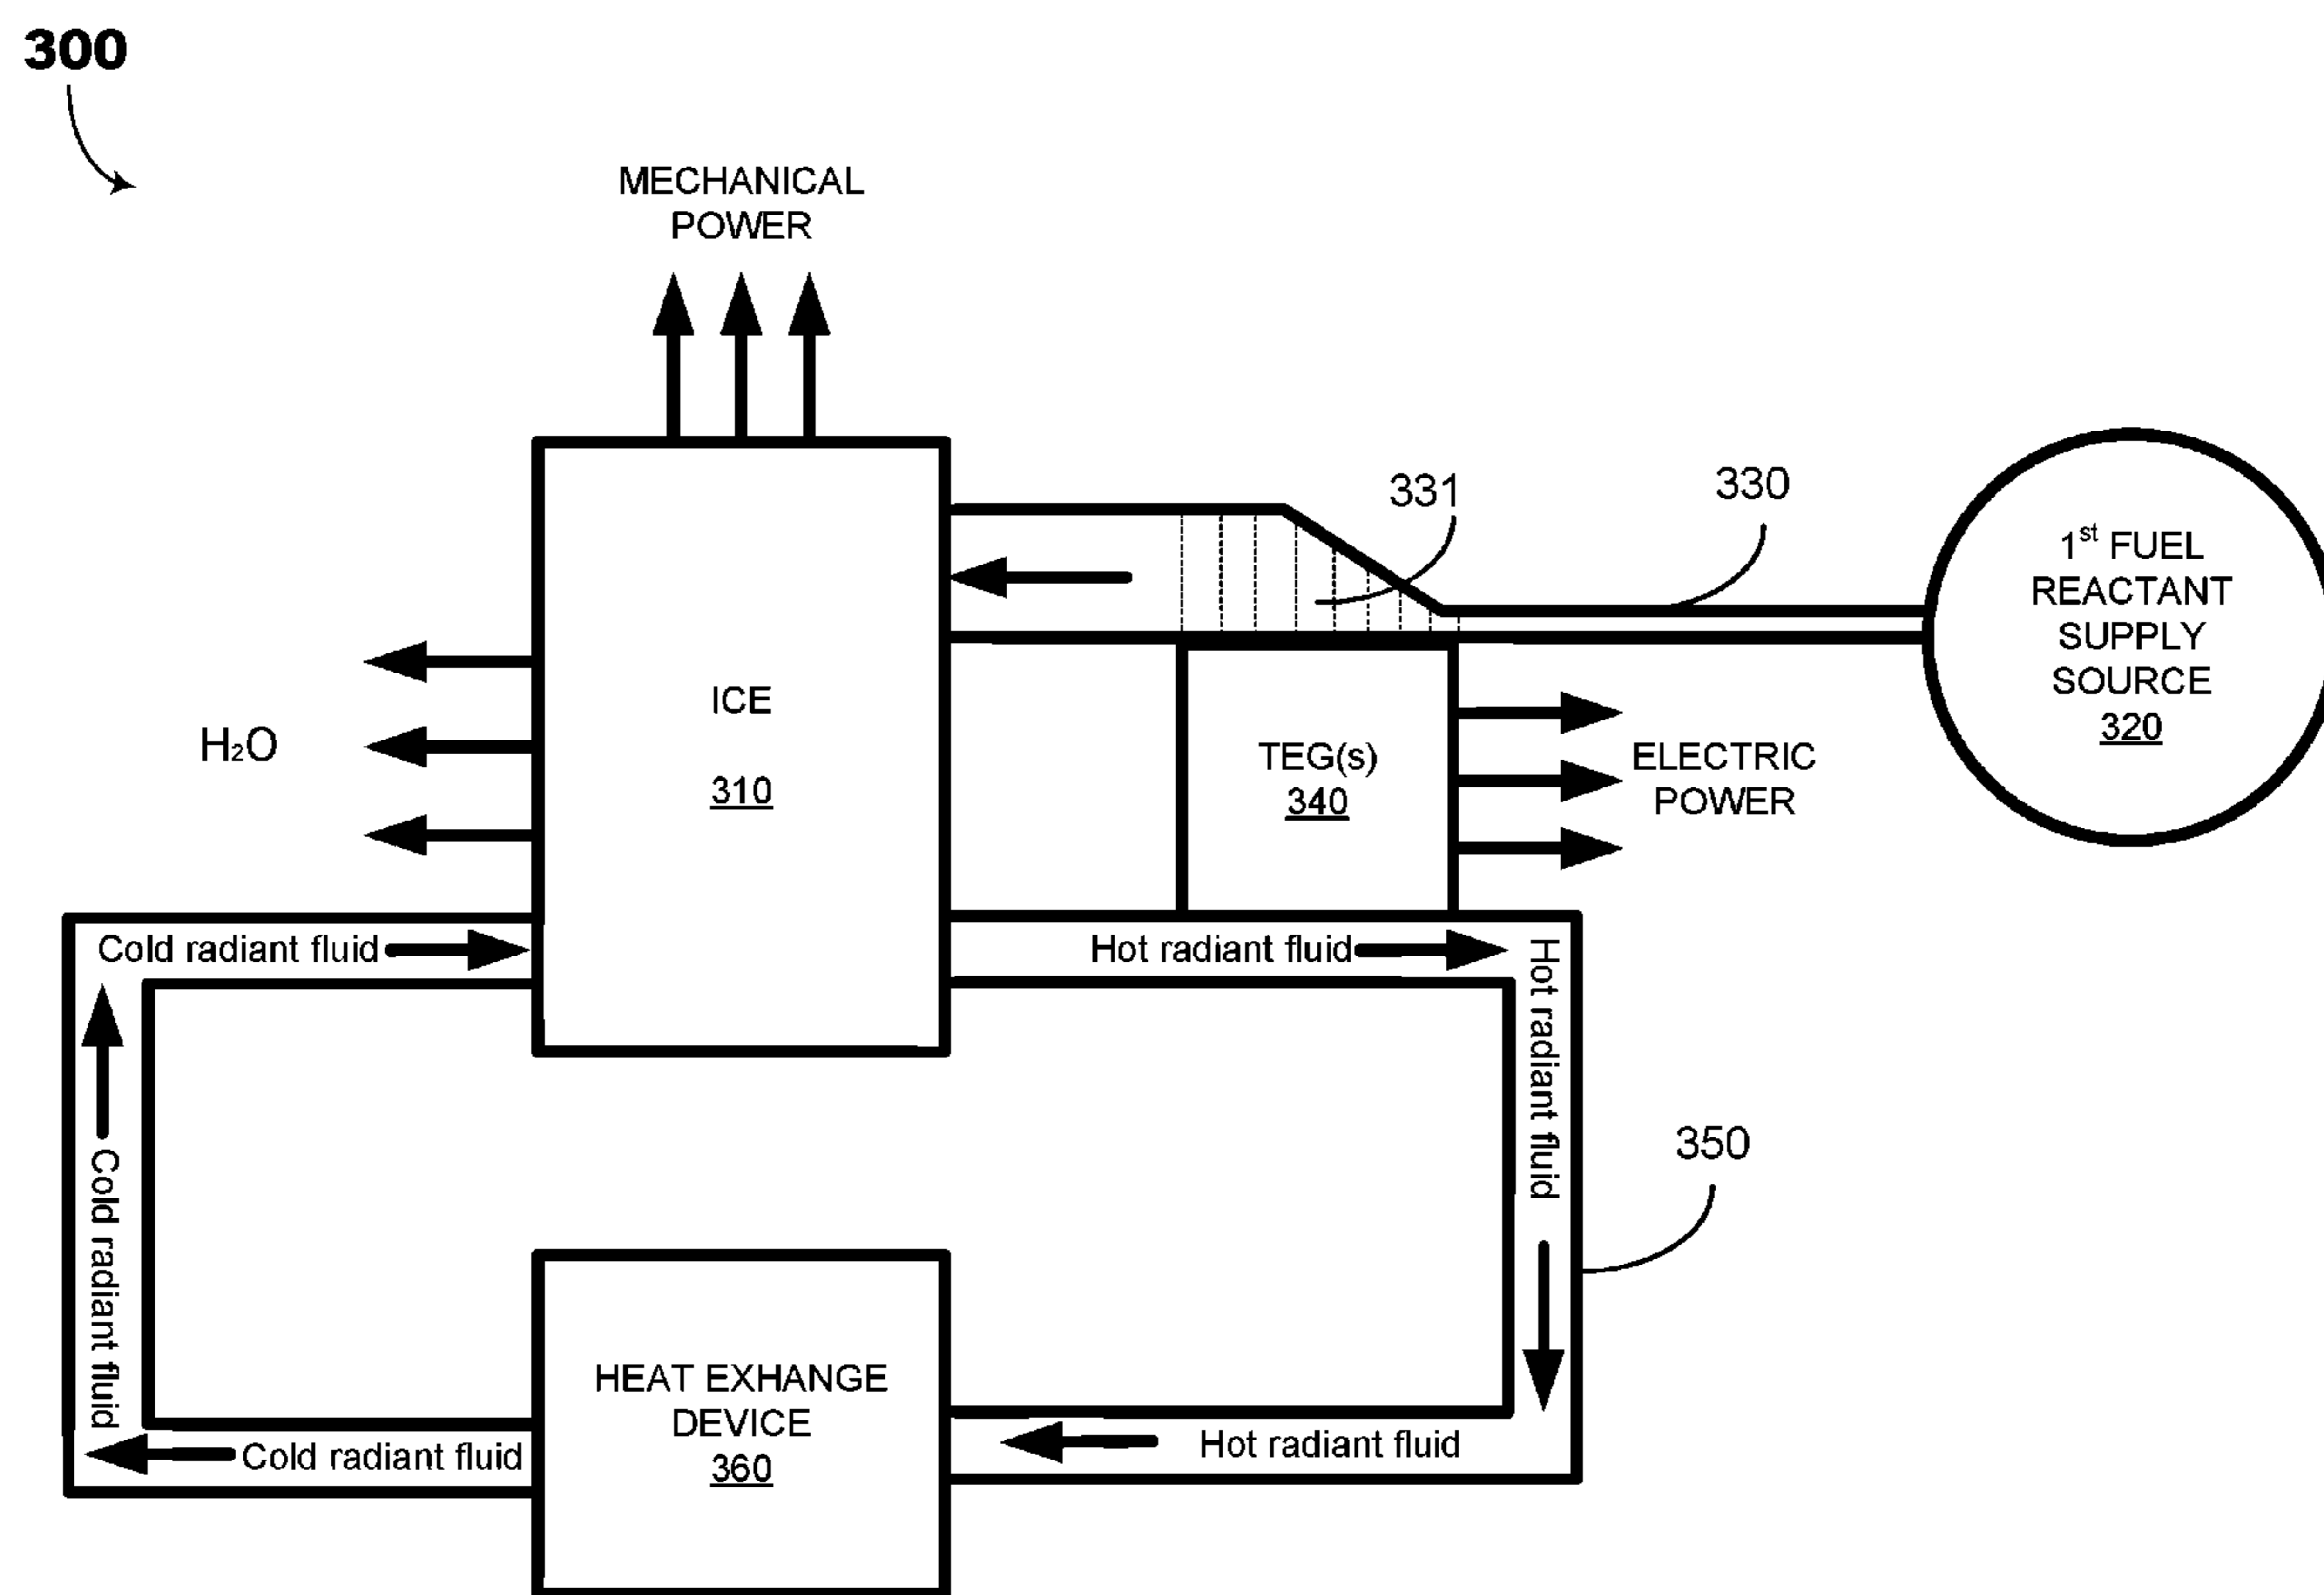 300
MECHANICAL
POWER
331
330
1st FUEL
REACTANT
SUPPLY
SOURCE
320
ICE
310
H2O
TEG(s)
340
ELECTRIC
POWER
Cold radiant fluid
Hot radiant fluid
Hot radiant fluid
Cold radiant fluid
350
HEAT EXHANGE
DEVICE
360
Cold radiant fluid
Hot radiant fluid